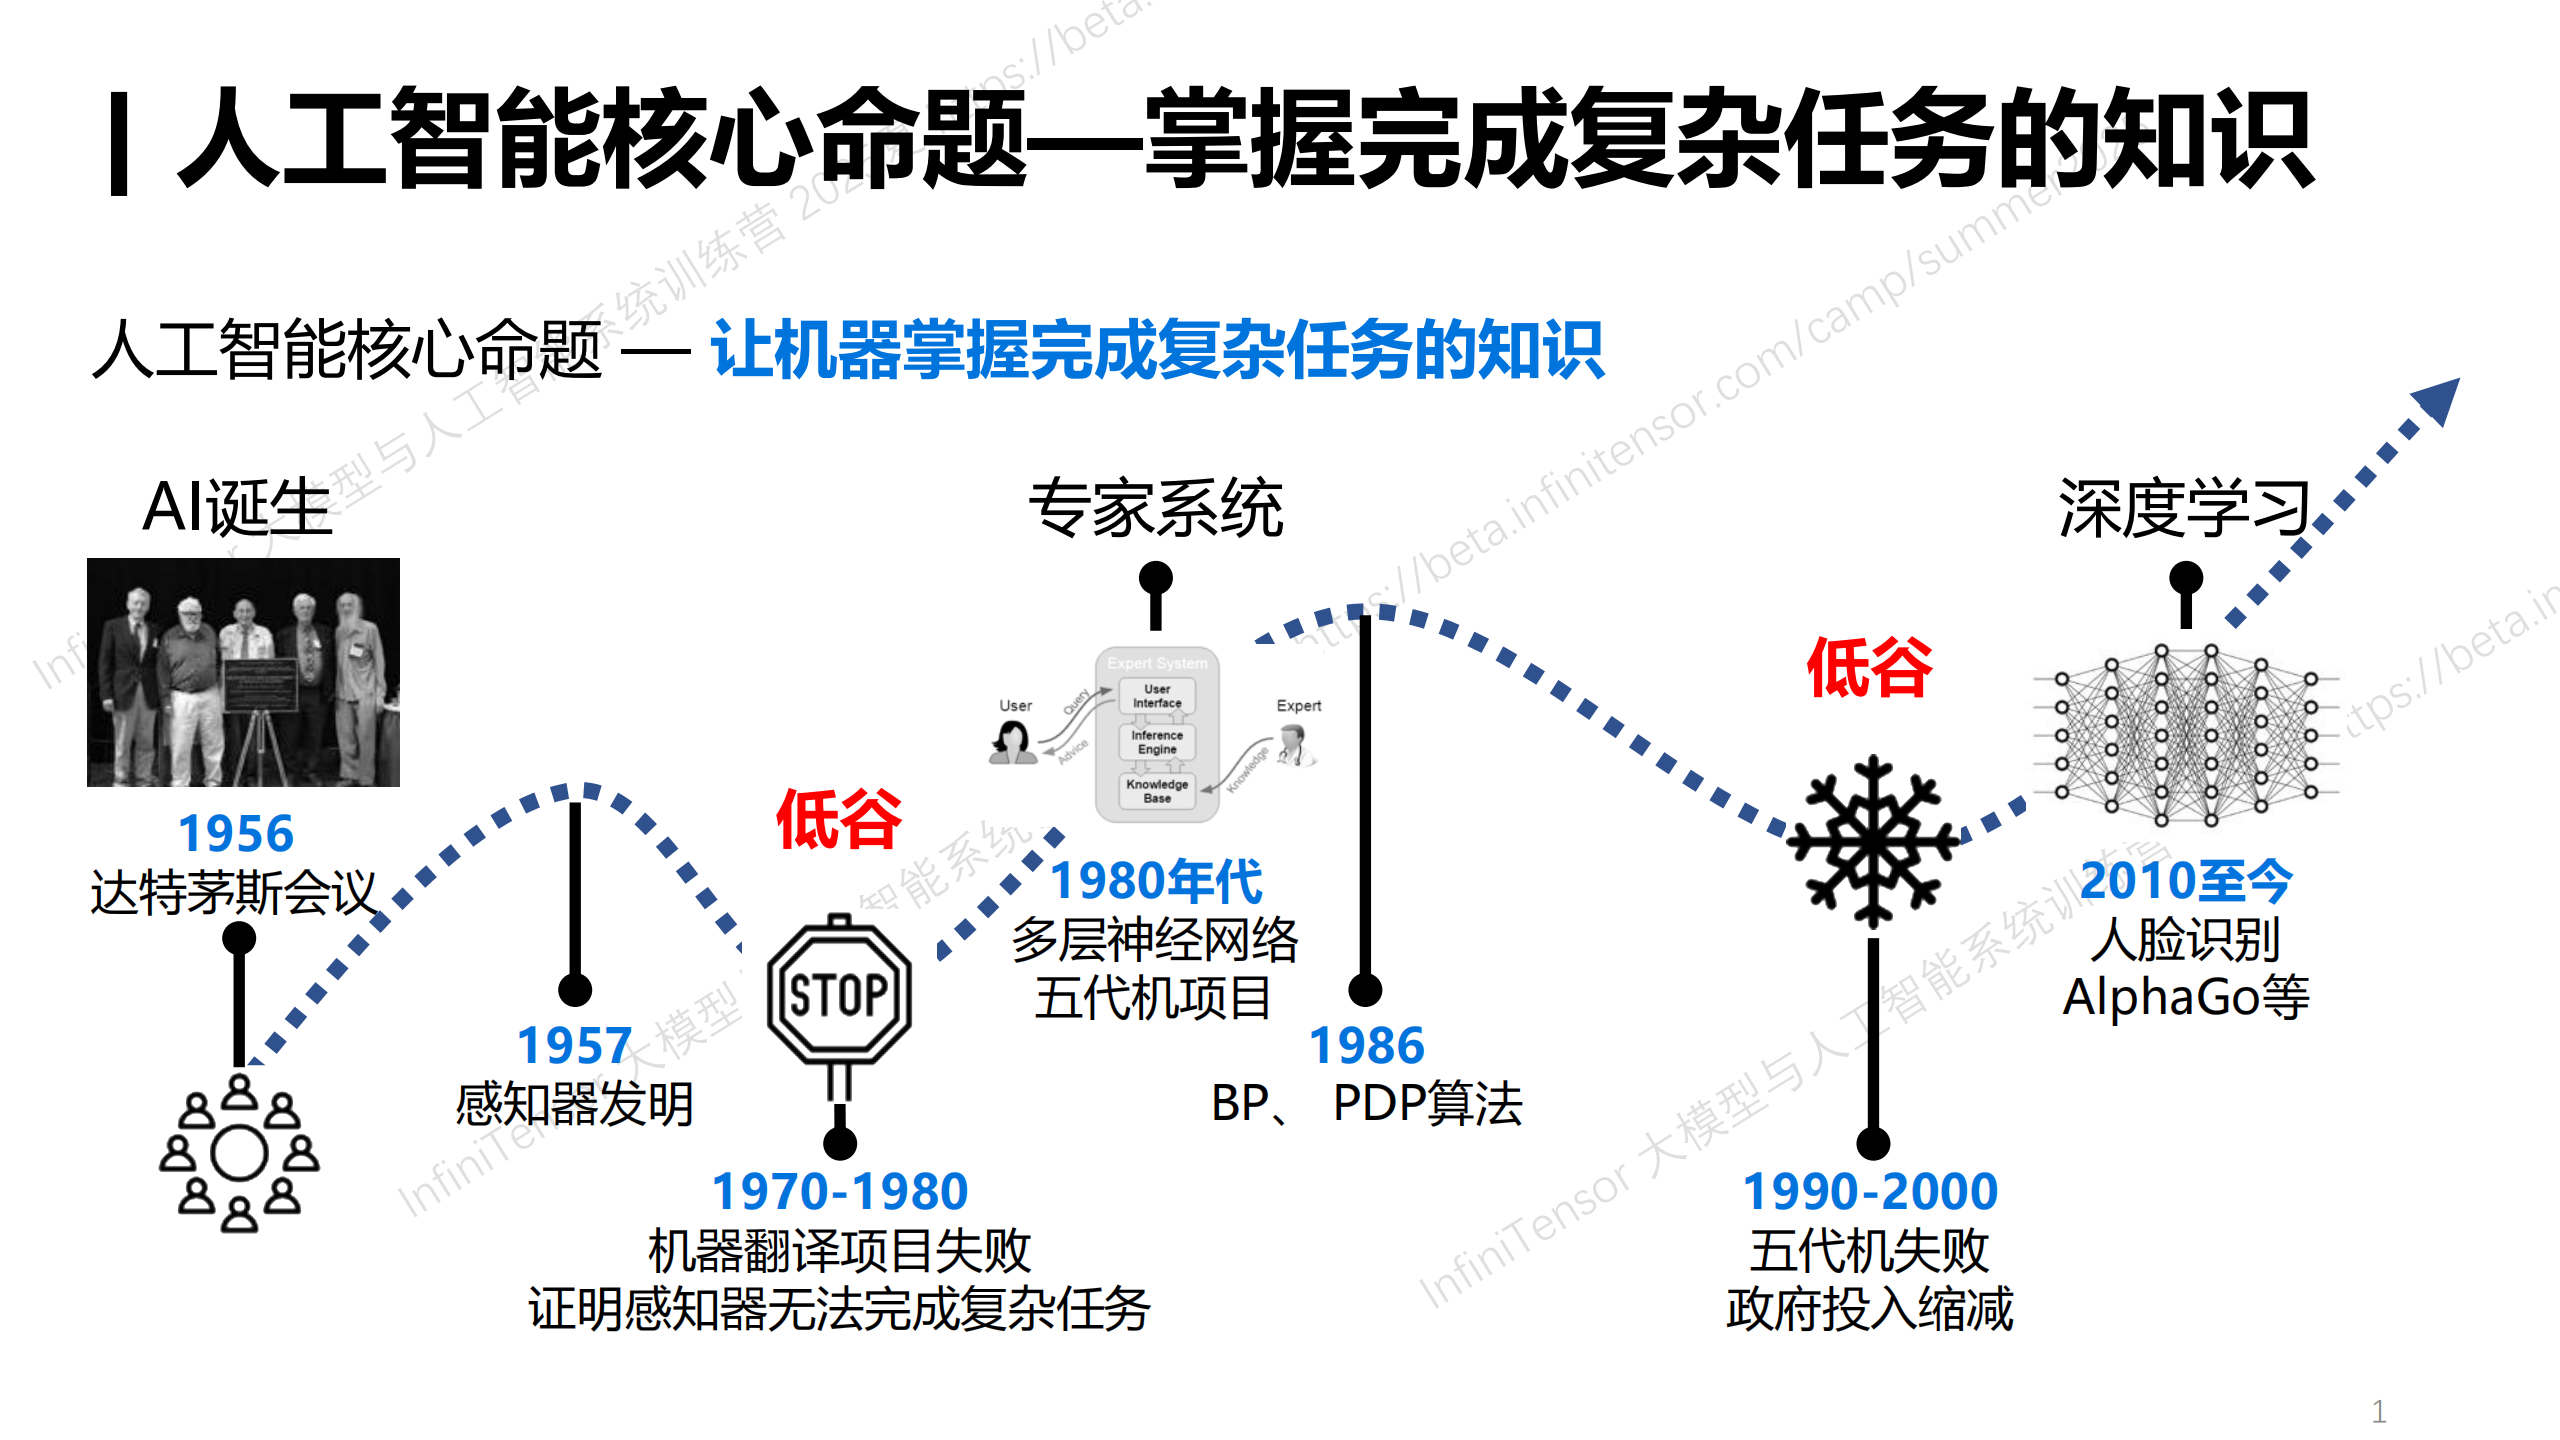 人工智能核心命题—掌握完成复杂任务的知识
人工智能核心命题 — 让机器掌握完成复杂任务的知识
AI诞生
1956
达特茅斯会议
1957
感知器发明
低谷
STOP
1970-1980
机器翻译项目失败
证明感知器无法完成复杂任务
专家系统
Expert System
User
Query
Advice
User
Interface
Inference
Engine
Knowledge
Base
Expert
Knowledge
1980年代
多层神经网络
五代机项目
1986
BP、 PDP算法
低谷
1990-2000
五代机失败
政府投入缩减
深度学习
2010至今
人脸识别
AlphaGo等
InfiniTensor 大模型与人工智能系统训练营
https://beta.infinitensor.com/camp/summer
1